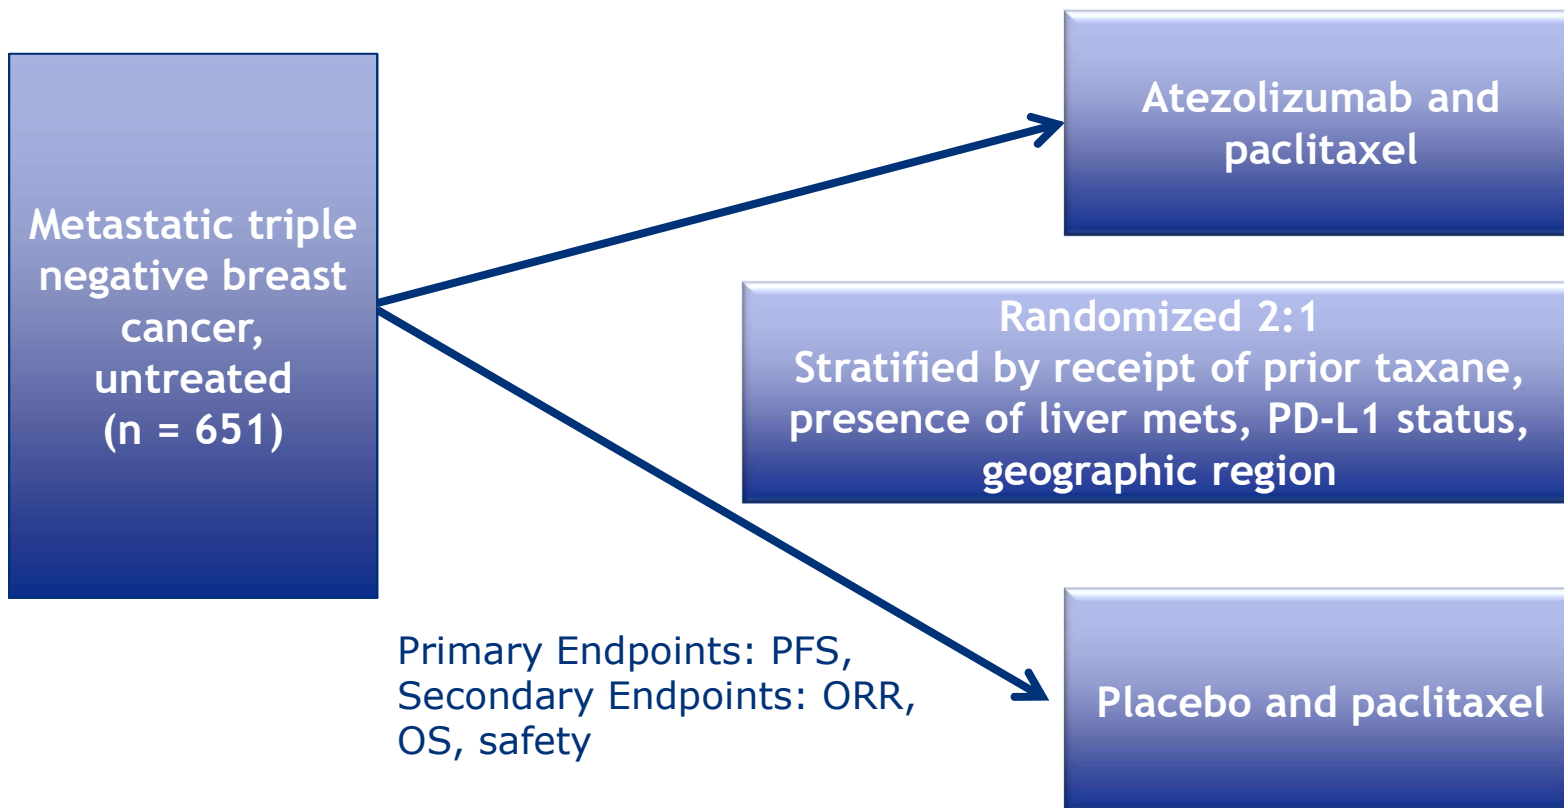 Metastatic triple
negative breast
cancer,
untreated
(n = 651)
Atezolizumab and
paclitaxel
Randomized 2:1
Stratified by receipt of prior taxane,
presence of liver mets, PD-L1 status,
geographic region
Primary Endpoints: PFS,
Secondary Endpoints: ORR,
OS, safety
Placebo and paclitaxel